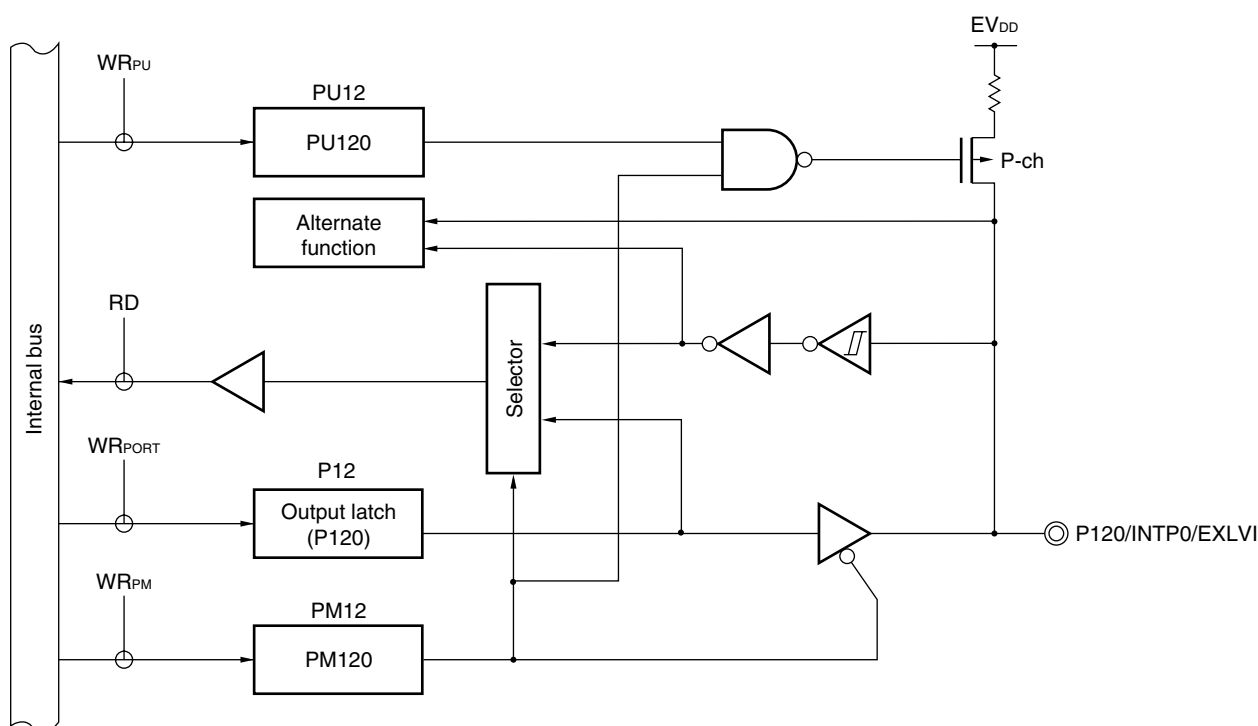 EVDD
WRPU
PU12
PU120
P-ch
Alternate
function
RD
Internal bus
Selector
WRPORT
P12
Output latch
(P120)
P120/INTP0/EXLVI
WRPM
PM12
PM120